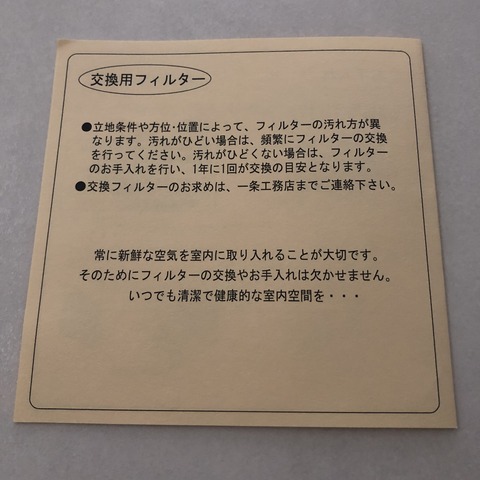 交換用フィルター
●立地条件や方位･位置によって、フィルターの汚れ方が異
なります。汚れがひどい場合は、頻繁にフィルターの交換
を行ってください。汚れがひどくない場合は、フィルター
のお手入れを行い、1年に1回が交換の目安となります。
●交換フィルターのお求めは、一条工務店までご連絡下さい。
常に新鮮な空気を室内に取り入れることが大切です。
そのためにフィルターの交換やお手入れは欠かせません。
いつでも清潔で健康的な室内空間を・・・